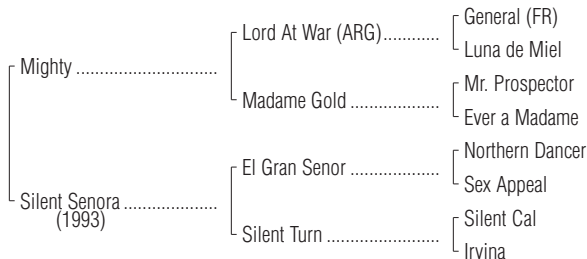 General (FR)
Lord At War (ARG)............
Luna de Miel
Mighty ..............................
Mr. Prospector
Madame Gold ...................
Ever a Madame
Northern Dancer
El Gran Senor ...................
Sex Appeal
Silent Senora ....................
(1993)
Silent Cal
Silent Turn ........................
Irvina